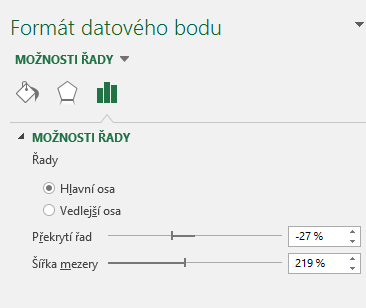 Formát datového bodu
MOŽNOSTI ŘADY
MOŽNOSTI ŘADY
Řady
Hlavní osa
Vedlejší osa
Překrytí řad -27 %
Šířka mezery 219 %